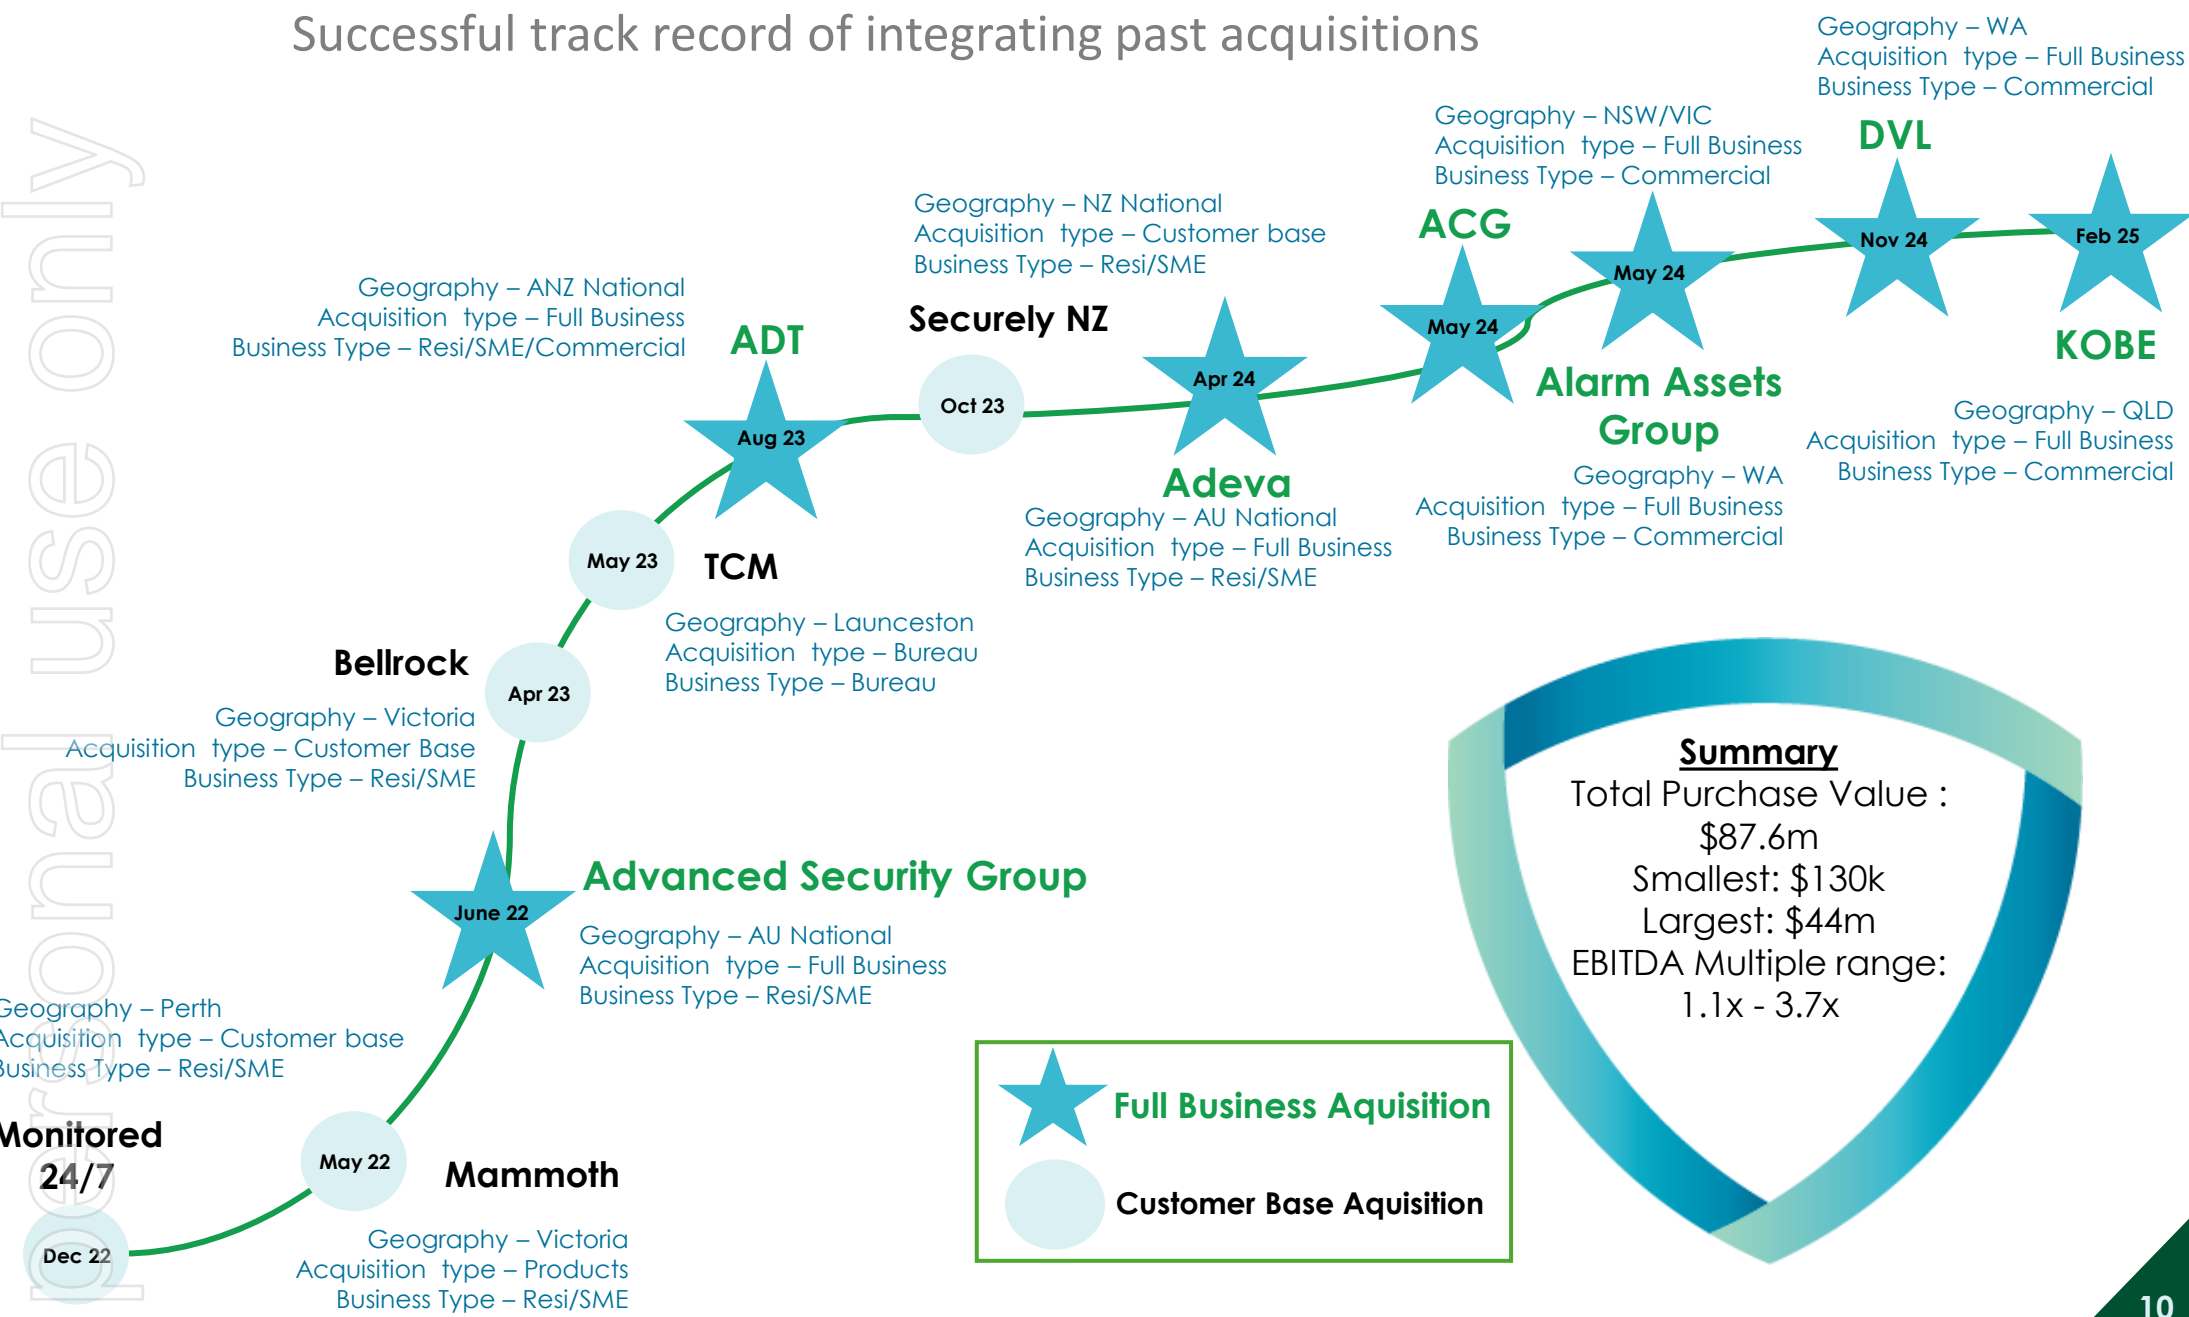 Successful track record of integrating past acquisitions
Geography – WA
Acquisition type – Full Business
Business Type – Commercial
DVL
Nov 24
Feb 25
KOBE
Geography – QLD
Acquisition type – Full Business
Business Type – Commercial
Geography – NSW/VIC
Acquisition type – Full Business
Business Type – Commercial
ACG
May 24
May 24
Alarm Assets
Group
Geography – WA
Acquisition type – Full Business
Business Type – Commercial
Geography – NZ National
Acquisition type – Customer base
Business Type – Resi/SME
Securely NZ
Oct 23
Apr 24
Adeva
Geography – AU National
Acquisition type – Full Business
Business Type – Resi/SME
Geography – ANZ National
Acquisition type – Full Business
Business Type – Resi/SME/Commercial
ADT
Aug 23
May 23
TCM
Geography – Launceston
Acquisition type – Bureau
Business Type – Bureau
Bellrock
Apr 23
Geography – Victoria
Acquisition type – Customer Base
Business Type – Resi/SME
Advanced Security Group
June 22
Geography – AU National
Acquisition type – Full Business
Business Type – Resi/SME
Geography – Perth
Acquisition type – Customer base
Business Type – Resi/SME
Monitored
24/7
Dec 22
May 22
Mammoth
Geography – Victoria
Acquisition type – Products
Business Type – Resi/SME
Full Business Aquisition
Customer Base Aquisition
Summary
Total Purchase Value :
$87.6m
Smallest: $130k
Largest: $44m
EBITDA Multiple range:
1.1x - 3.7x
10
personal use only